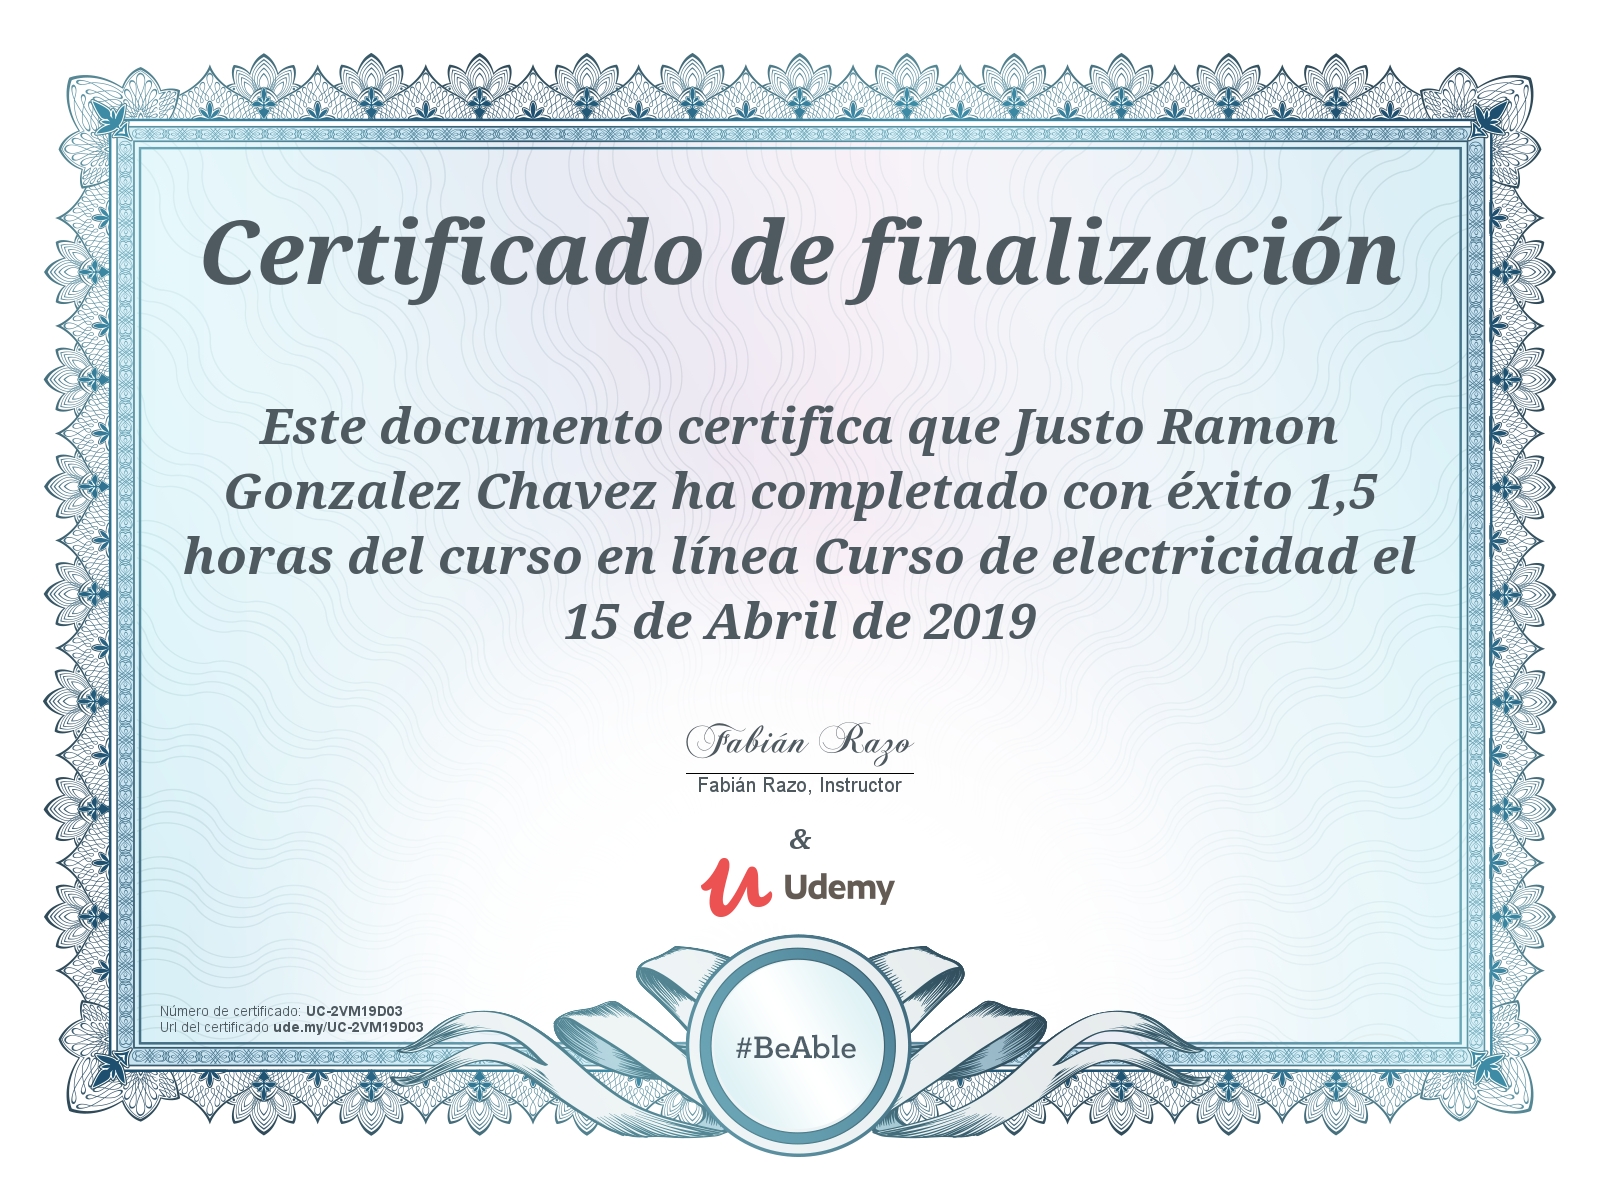 Certificado de finalización
Este documento certifica que Justo Ramon
Gonzalez Chavez ha completado con éxito 1,5
horas del curso en línea Curso de electricidad el
15 de Abril de 2019
Fabián Razo
Fabián Razo, Instructor
&
Udemy
Número de certificado: UC-2VM19D03
Url del certificado ude.my/UC-2VM19D03
#BeAble